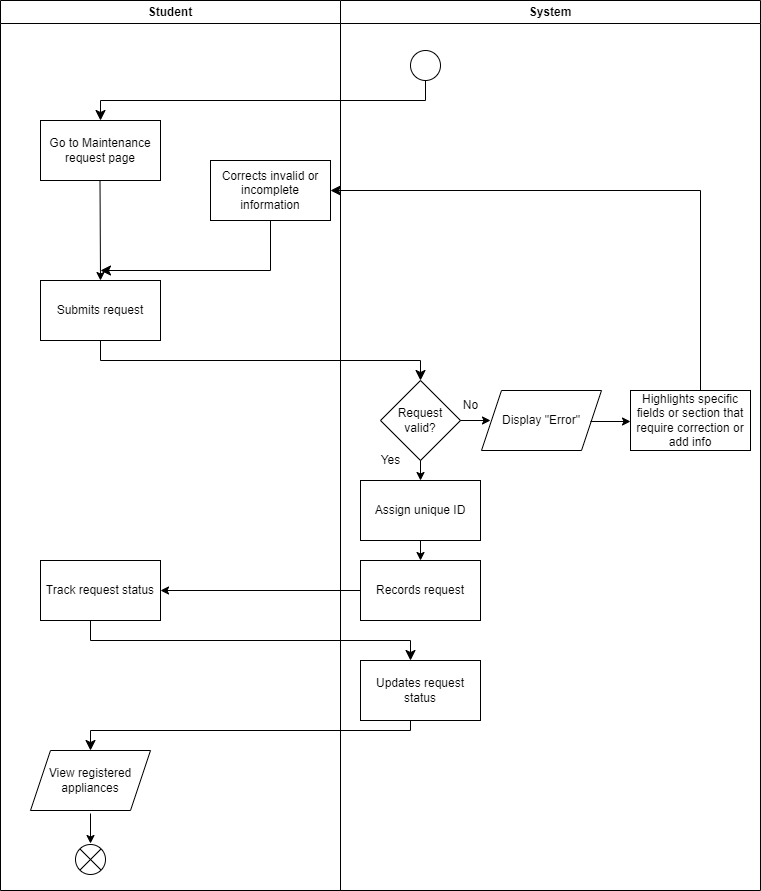 Student
System
Go to Maintenance
request page
Corrects invalid or
incomplete
information
Submits request
Request
valid?
No
Display "Error"
Highlights specific
fields or section that
require correction or
add info
Yes
Assign unique ID
Track request status
Records request
Updates request
status
View registered
appliances